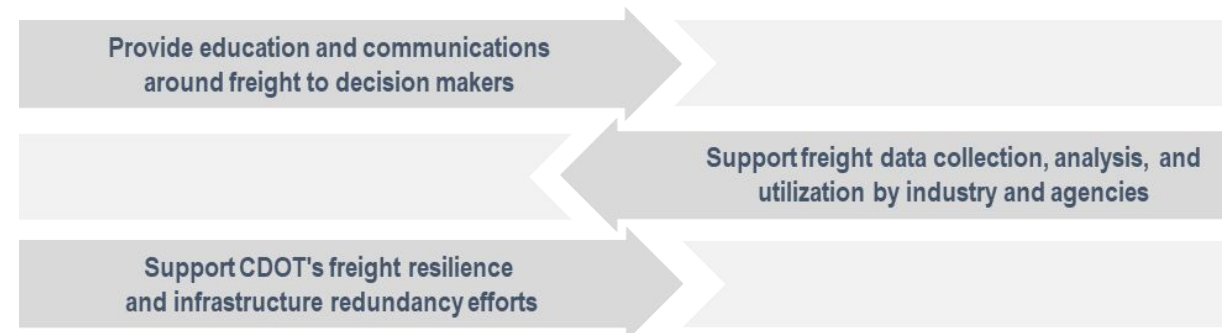 Provide education and communications
around freight to decision makers
Support freight data collection, analysis, and
utilization by industry and agencies
Support CDOT's freight resilience
and infrastructure redundancy efforts